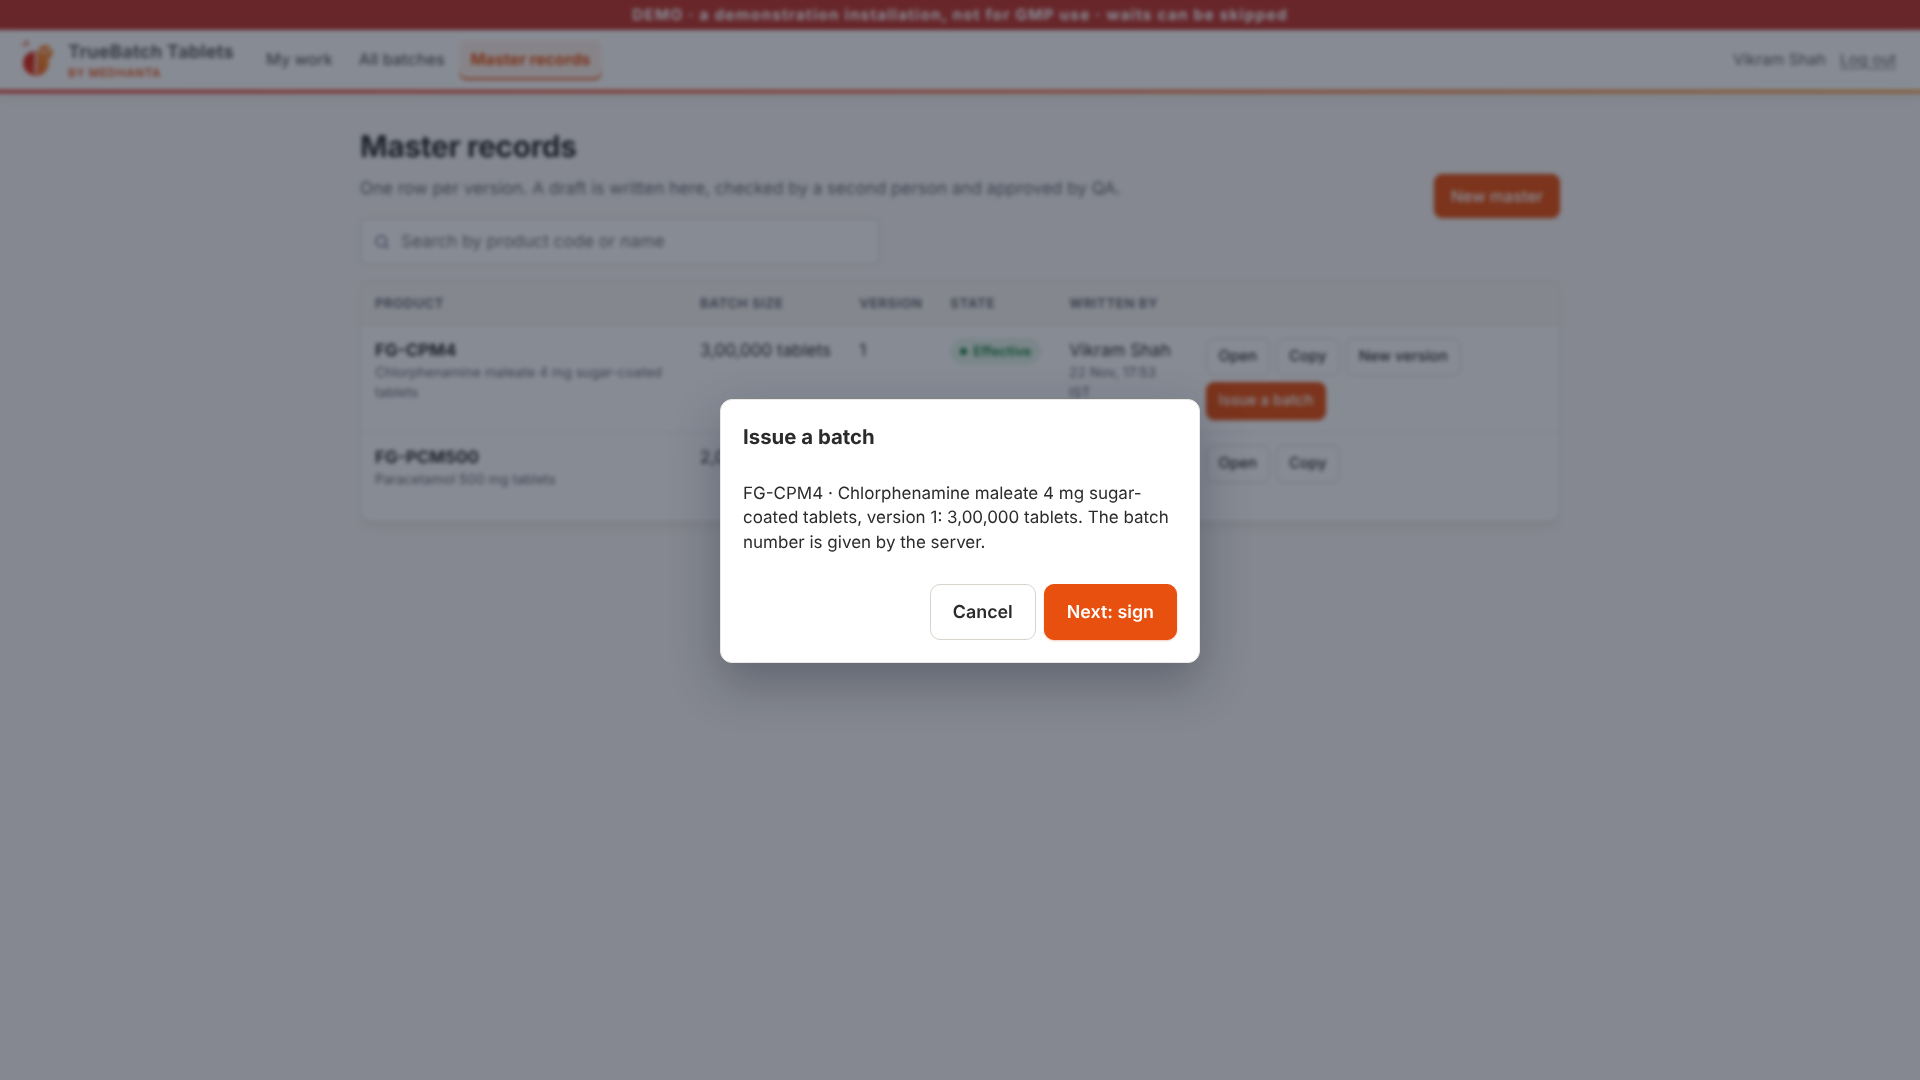 DEMO · a demonstration installation, not for GMP use · waits can be skipped
TrueBatch Tablets
BY MEDHANTA
My work
All batches
Master records
Vikram Shah
Log out
Master records
One row per version. A draft is written here, checked by a second person and approved by QA.
New master
Search by product code or name
PRODUCT
BATCH SIZE
VERSION
STATE
WRITTEN BY
FG-CPM4
3,00,000 tablets
1
Effective
Vikram Shah
Open
Copy
New version
Chlorphenamine maleate 4 mg sugar-coated
22 Nov, 17:53
tablets
IST
Issue a batch
FG-PCM500
2,0
Open
Copy
Paracetamol 500 mg tablets
Issue a batch
FG-CPM4 · Chlorphenamine maleate 4 mg sugar-
coated tablets, version 1: 3,00,000 tablets. The batch
number is given by the server.
Cancel
Next: sign